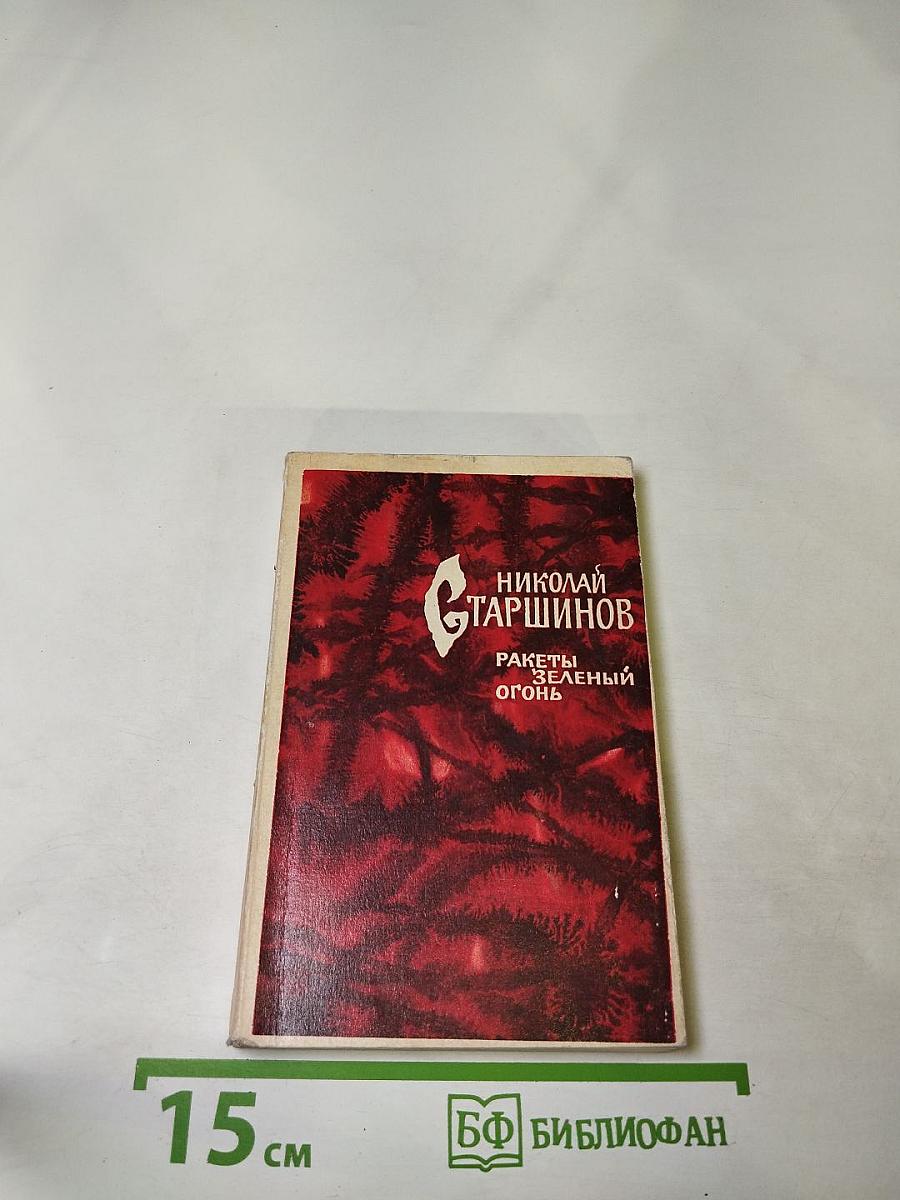 НИКОЛАЙ
СТАРШИНОВ
РАКЕТЫ
ЗЕЛЕНЫЙ
ОГОНЬ
15 см
БФ БИБЛИОФАН